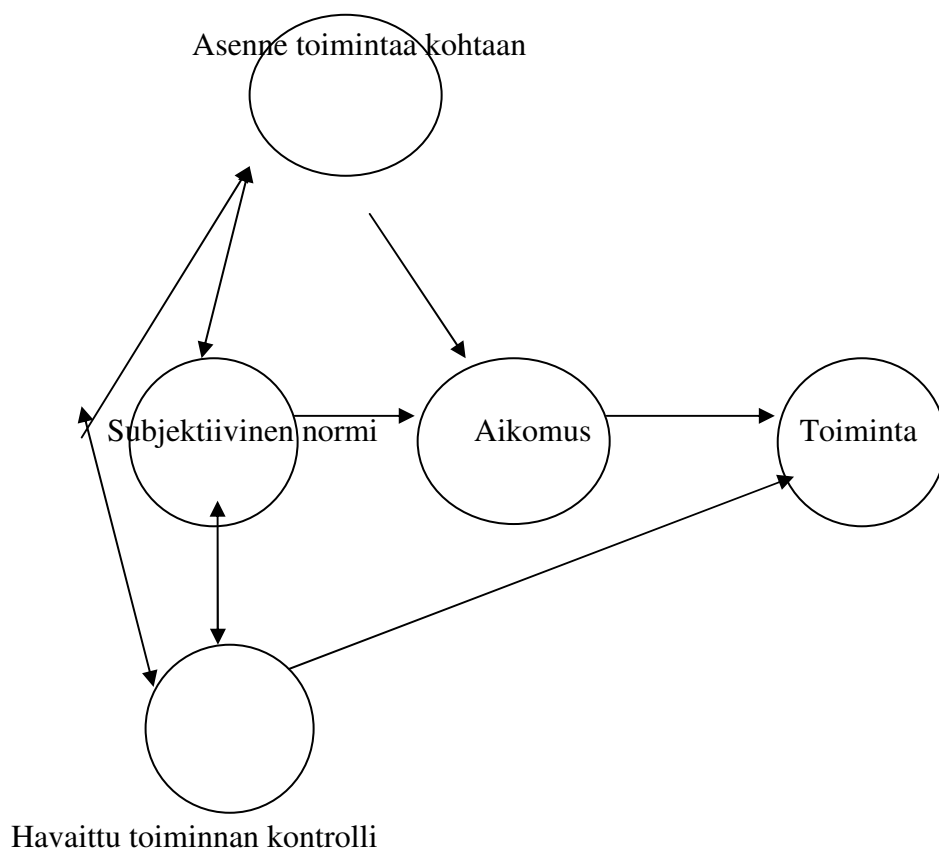 Asenne toimintaa kohtaan
Subjektiivinen normi
Aikomus
Toiminta
Havaittu toiminnan kontrolli